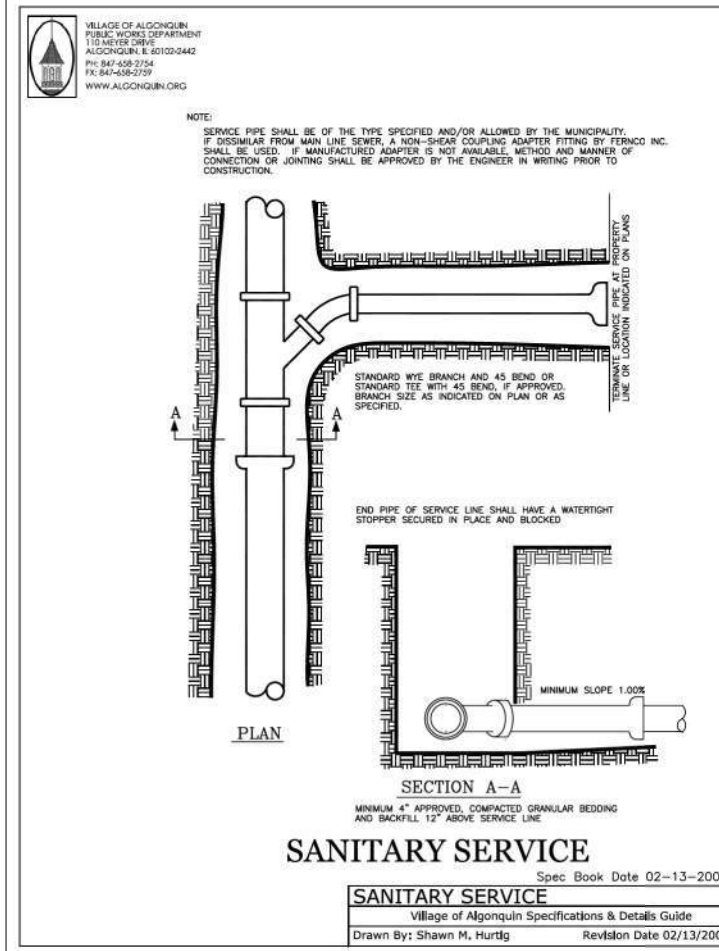 VILLAGE OF ALGONQUIN
PUBLIC WORKS DEPARTMENT
110 MEYER DRIVE
ALGONQUIN, IL 60102-2442
PH: 847-658-2754
FX: 847-658-2759
WWW.ALGONQUIN.ORG
NOTE:
SERVICE PIPE SHALL BE OF THE TYPE SPECIFIED AND/OR ALLOWED BY THE MUNICIPALITY.
IF DISSIMILAR FROM MAIN LINE SEWER, A NON-SHEAR COUPLING ADAPTER FITTING BY FERNCO INC.
SHALL BE USED. IF MANUFACTURED ADAPTER IS NOT AVAILABLE, METHOD AND MANNER OF
CONNECTION OR JOINTING SHALL BE APPROVED BY THE ENGINEER IN WRITING PRIOR TO
CONSTRUCTION.
TERMINATE SERVICE PIPE AT PROPERTY
LINE OR LOCATION INDICATED ON PLANS
STANDARD WYE BRANCH AND 45 BEND OR
STANDARD TEE WITH 45 BEND, IF APPROVED.
BRANCH SIZE AS INDICATED ON PLAN OR AS
SPECIFIED.
A
A
END PIPE OF SERVICE LINE SHALL HAVE A WATERTIGHT
STOPPER SECURED IN PLACE AND BLOCKED
MINIMUM SLOPE 1.00%
PLAN
SECTION A-A
MINIMUM 4" APPROVED, COMPACTED GRANULAR BEDDING
AND BACKFILL 12" ABOVE SERVICE LINE
SANITARY SERVICE
Spec Book Date 02-13-200
SANITARY SERVICE
Village of Algonquin Specifications & Details Guide
Drawn By: Shawn M. Hurtig
Revision Date 02/13/200